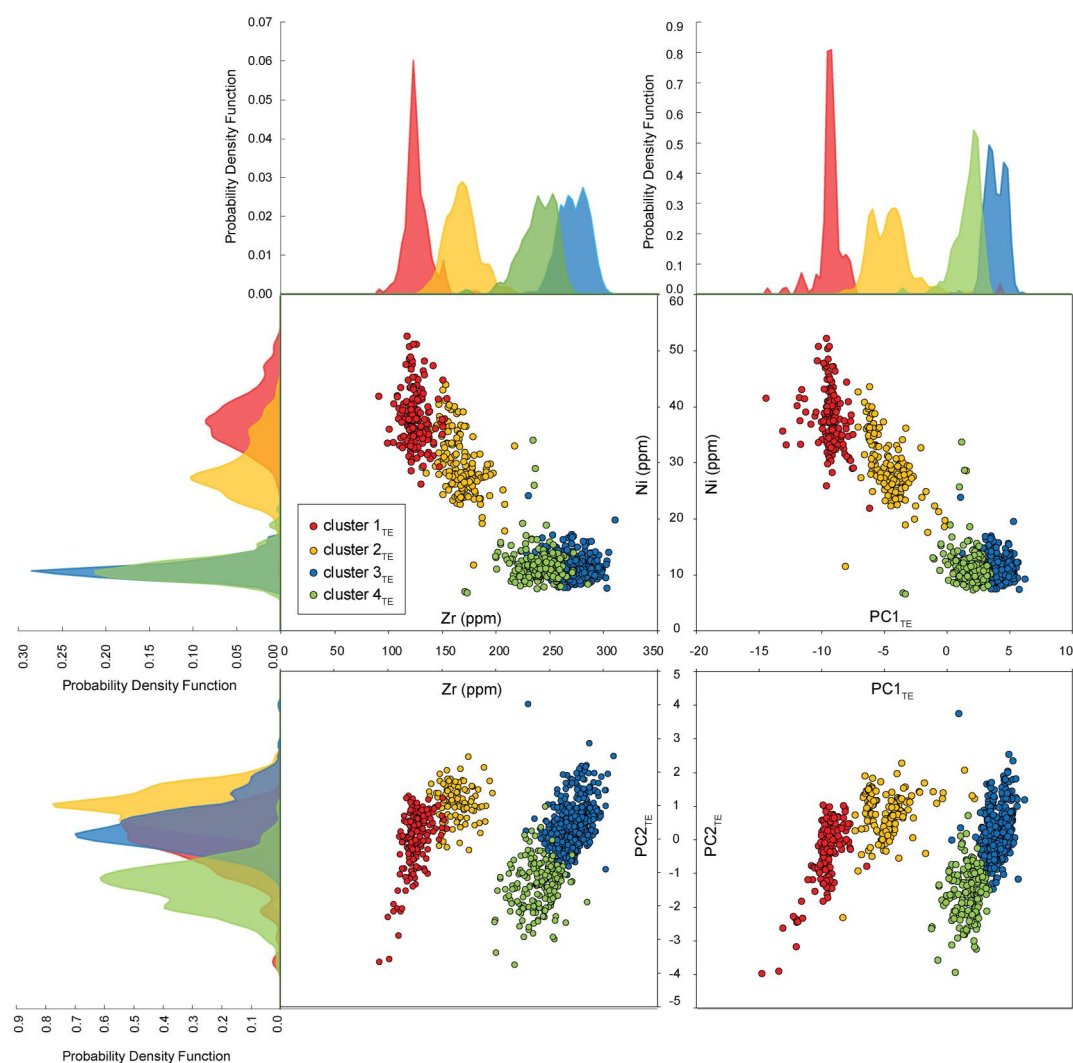 0.07
0.06
0.05
0.04
0.03
0.02
0.01
0.00
Probability Density Function
0.9
0.8
0.7
0.6
0.5
0.4
0.3
0.2
0.1
0.0
Probability Density Function
60
50
40
30
20
10
0
Ni (ppm)
Ni (ppm)
cluster 1TE
cluster 2TE
cluster 3TE
cluster 4TE
Zr (ppm)
PC1TE
0 50 100 150 200 250 300 350
-20 -15 -10 -5 0 5 10
0.30 0.25 0.20 0.15 0.10 0.05 0.00
Probability Density Function
Zr (ppm)
PC1TE
5
4
3
2
1
0
-1
-2
-3
-4
-5
PC2TE
PC2TE
0.9 0.8 0.7 0.6 0.5 0.4 0.3 0.2 0.1 0.0
Probability Density Function